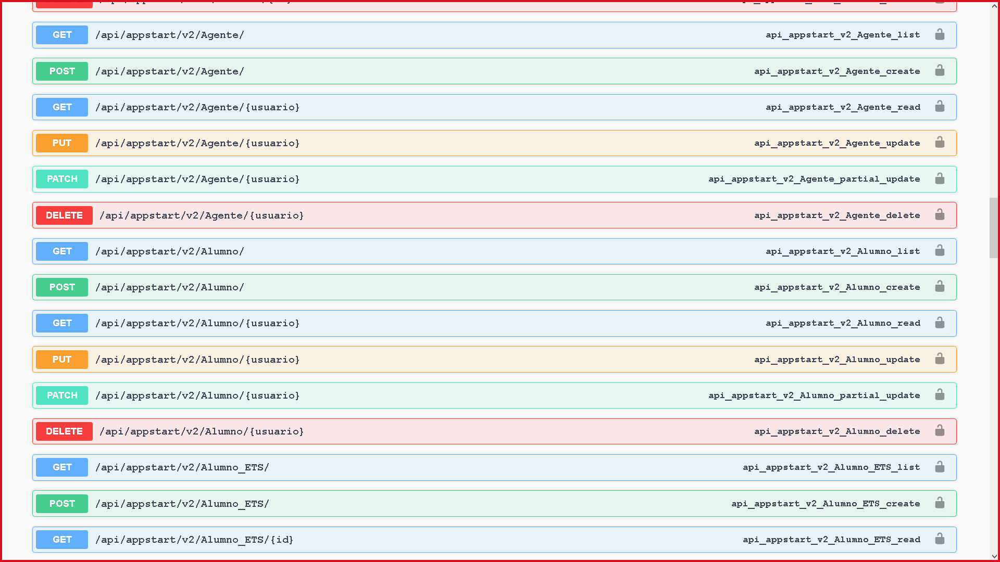 GET /api/appstart/v2/Agente/ api_appstart_v2_Agente_list
POST /api/appstart/v2/Agente/ api_appstart_v2_Agente_create
GET /api/appstart/v2/Agente/{usuario} api_appstart_v2_Agente_read
PUT /api/appstart/v2/Agente/{usuario} api_appstart_v2_Agente_update
PATCH /api/appstart/v2/Agente/{usuario} api_appstart_v2_Agente_partial_update
DELETE /api/appstart/v2/Agente/{usuario} api_appstart_v2_Agente_delete
GET /api/appstart/v2/Alumno/ api_appstart_v2_Alumno_list
POST /api/appstart/v2/Alumno/ api_appstart_v2_Alumno_create
GET /api/appstart/v2/Alumno/{usuario} api_appstart_v2_Alumno_read
PUT /api/appstart/v2/Alumno/{usuario} api_appstart_v2_Alumno_update
PATCH /api/appstart/v2/Alumno/{usuario} api_appstart_v2_Alumno_partial_update
DELETE /api/appstart/v2/Alumno/{usuario} api_appstart_v2_Alumno_delete
GET /api/appstart/v2/Alumno_ETS/ api_appstart_v2_Alumno_ETS_list
POST /api/appstart/v2/Alumno_ETS/ api_appstart_v2_Alumno_ETS_create
GET /api/appstart/v2/Alumno_ETS/{id} api_appstart_v2_Alumno_ETS_read